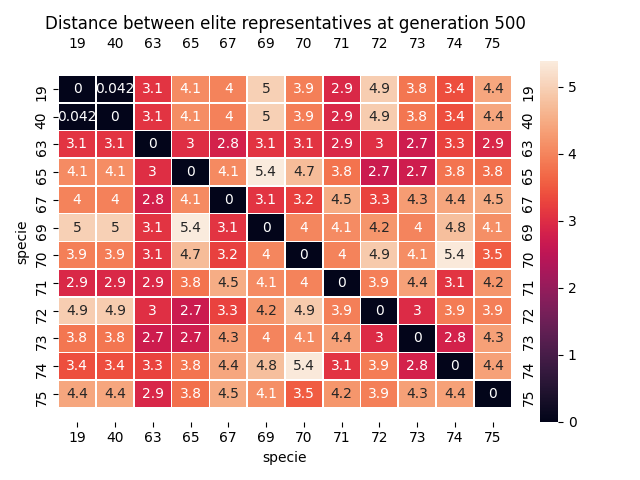 Distance between elite representatives at generation 500
19 40 63 65 67 69 70 71 72 73 74 75
19 0 0.042 3.1 4.1 4 5 3.9 2.9 4.9 3.8 3.4 4.4 19
40 0.042 0 3.1 4.1 4 5 3.9 2.9 4.9 3.8 3.4 4.4 40
63 3.1 3.1 0 3 2.8 3.1 3.1 2.9 3 2.7 3.3 2.9 63
65 4.1 4.1 3 0 4.1 5.4 4.7 3.8 2.7 2.7 3.8 3.8 65
67 4 4 2.8 4.1 0 3.1 3.2 4.5 3.3 4.3 4.4 4.5 67
69 5 5 3.1 5.4 3.1 0 4 4.1 4.2 4 4.8 4.1 69
70 3.9 3.9 3.1 4.7 3.2 4 0 4 4.9 4.1 5.4 3.5 70
71 2.9 2.9 2.9 3.8 4.5 4.1 4 0 3.9 4.4 3.1 4.2 71
72 4.9 4.9 3 2.7 3.3 4.2 4.9 3.9 0 3 3.9 3.9 72
73 3.8 3.8 2.7 2.7 4.3 4 4.1 4.4 3 0 2.8 4.3 73
74 3.4 3.4 3.3 3.8 4.4 4.8 5.4 3.1 3.9 2.8 0 4.4 74
75 4.4 4.4 2.9 3.8 4.5 4.1 3.5 4.2 3.9 4.3 4.4 0 75
19 40 63 65 67 69 70 71 72 73 74 75
specie
specie
5
4
3
2
1
0